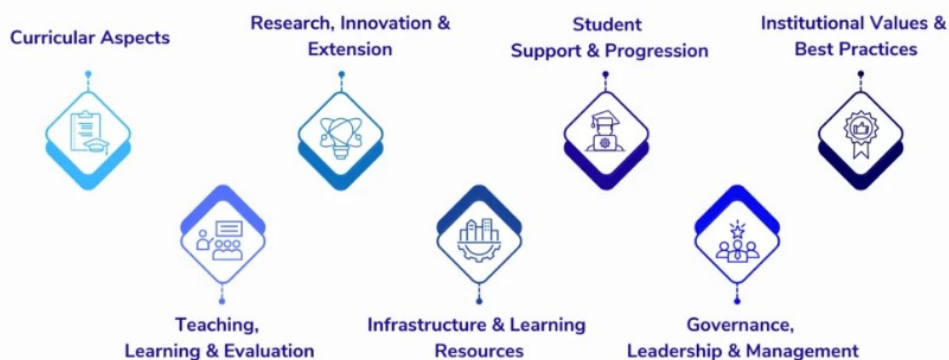 Curricular Aspects
Research, Innovation &
Extension
Student
Support & Progression
Institutional Values &
Best Practices
Teaching,
Learning & Evaluation
Infrastructure & Learning
Resources
Governance,
Leadership & Management